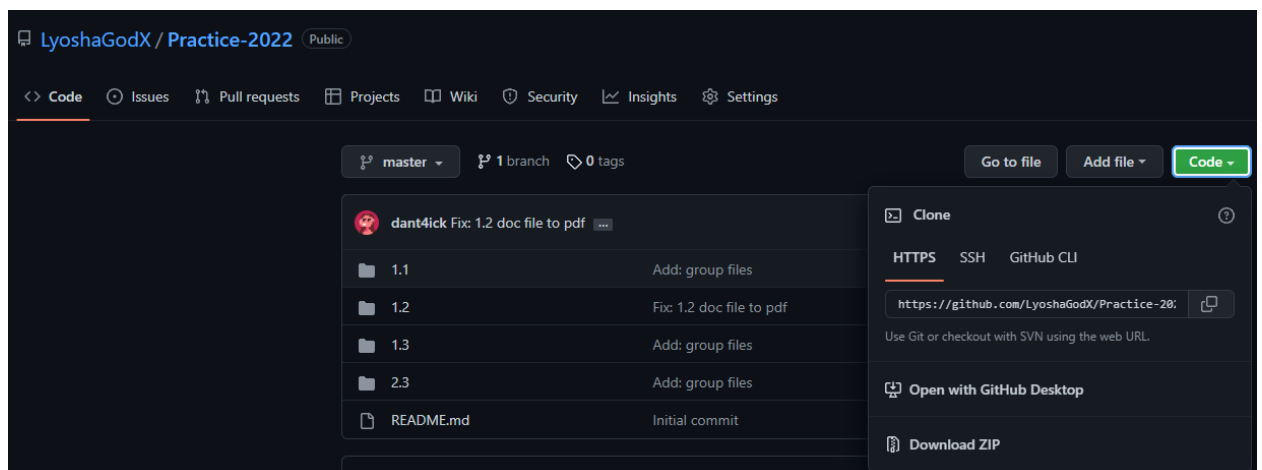 LyoshaGodX / Practice-2022 Public
<> Code Issues Pull requests Projects Wiki Security Insights Settings
master 1 branch 0 tags Go to file Add file Code
dant4ick Fix: 1.2 doc file to pdf ...
1.1 Add: group files
1.2 Fix: 1.2 doc file to pdf
1.3 Add: group files
2.3 Add: group files
README.md Initial commit
Clone
HTTPS SSH GitHub CLI
https://github.com/LyoshaGodX/Practice-202
Use Git or checkout with SVN using the web URL.
Open with GitHub Desktop
Download ZIP